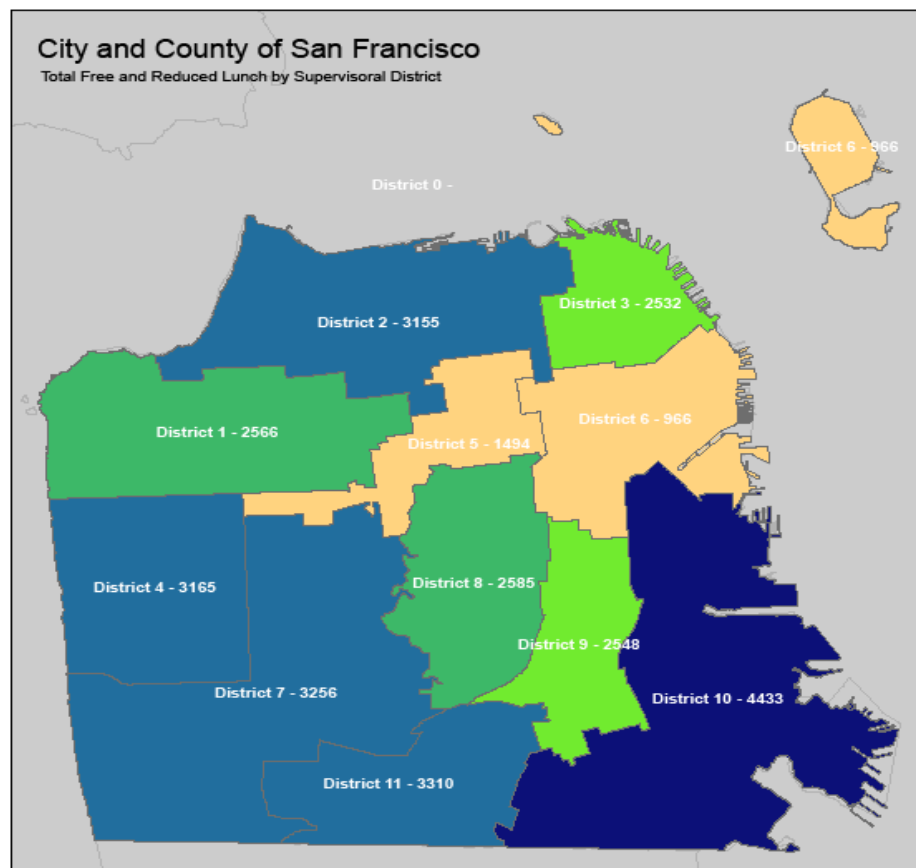 City and County of San Francisco
Total Free and Reduced Lunch by Supervisoral District
District 6 - 966
District 0 -
District 3 - 2532
District 2 - 3155
District 6 - 966
District 1 - 2566
District 5 - 1494
District 8 - 2585
District 4 - 3165
District 9 - 2548
District 7 - 3256
District 10 - 4433
District 11 - 3310